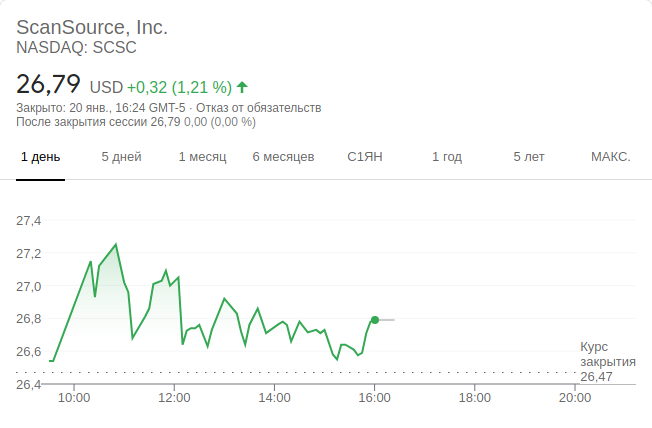 ScanSource, Inc.
NASDAQ: SCSC
26,79 USD +0,32 (1,21 %)
Закрыто: 20 янв., 16:24 GMT-5 · Отказ от обязательств
После закрытия сессии 26,79 0,00 (0,00 %)
1 день 5 дней 1 месяц 6 месяцев С1ЯН 1 год 5 лет МАКС.
27,4
27,2
27,0
26,8
26,6
26,4
Курс
закрытия
26,47
10:00 12:00 14:00 16:00 18:00 20:00